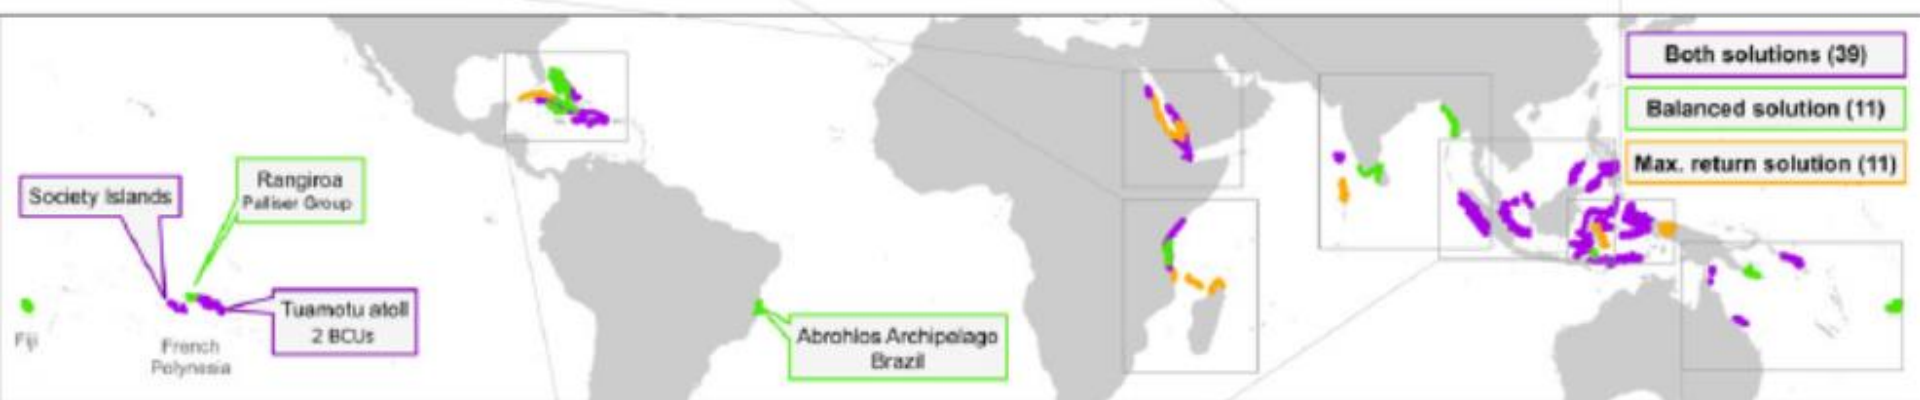 Both solutions (39)
Balanced solution (11)
Max. return solution (11)
Society Islands
Rangiroa
Palliser Group
Tuamotu atoll
2 BCUs
Fiji
French
Polynesia
Abrohlos Archipelago
Brazil